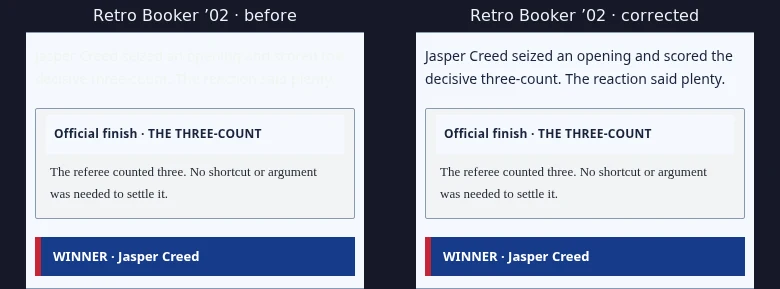 Retro Booker ’02 · before
Official finish · THE THREE-COUNT
The referee counted three. No shortcut or argument
was needed to settle it.
WINNER · Jasper Creed
Retro Booker ’02 · corrected
Jasper Creed seized an opening and scored the
decisive three-count. The reaction said plenty.
Official finish · THE THREE-COUNT
The referee counted three. No shortcut or argument
was needed to settle it.
WINNER · Jasper Creed